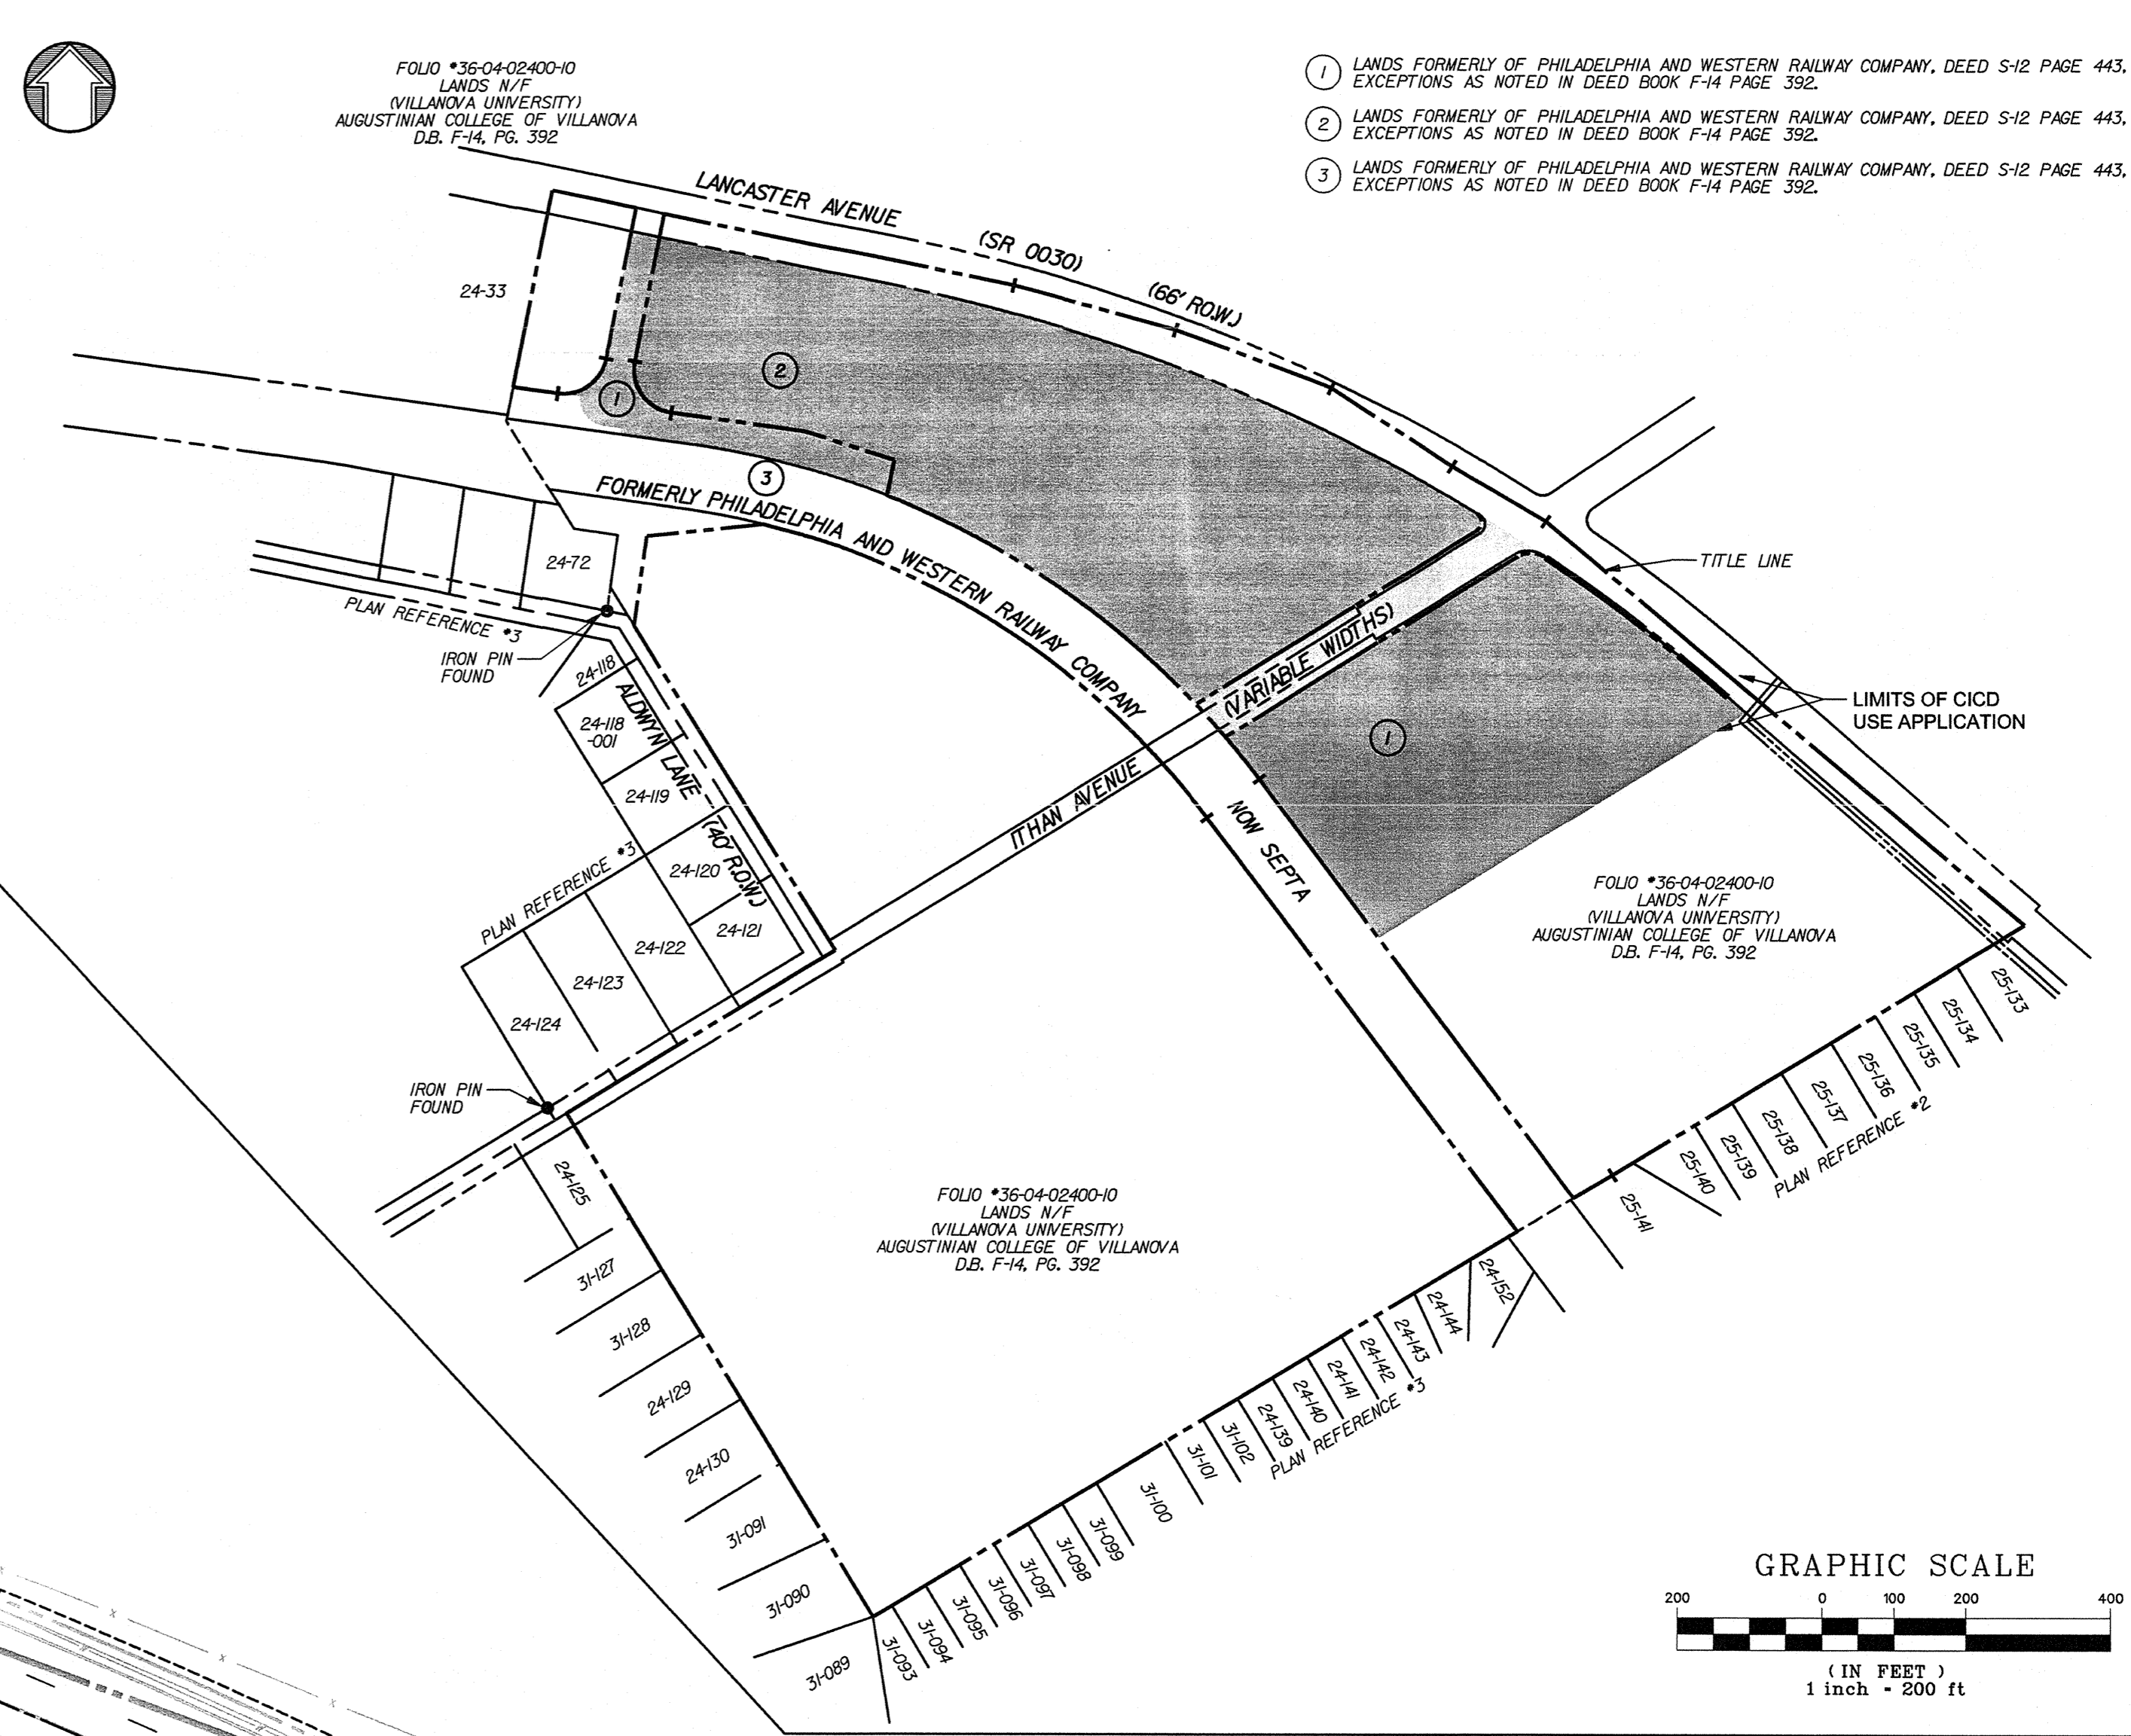 FOLIO #36-04-02400-10
LANDS N/F
(VILLANOVA UNIVERSITY)
AUGUSTINIAN COLLEGE OF VILLANOVA
D.B. F-14, PG. 392
1 LANDS FORMERLY OF PHILADELPHIA AND WESTERN RAILWAY COMPANY, DEED S-12 PAGE 443,
EXCEPTIONS AS NOTED IN DEED BOOK F-14 PAGE 392.
2 LANDS FORMERLY OF PHILADELPHIA AND WESTERN RAILWAY COMPANY, DEED S-12 PAGE 443,
EXCEPTIONS AS NOTED IN DEED BOOK F-14 PAGE 392.
3 LANDS FORMERLY OF PHILADELPHIA AND WESTERN RAILWAY COMPANY, DEED S-12 PAGE 443,
EXCEPTIONS AS NOTED IN DEED BOOK F-14 PAGE 392.
LANCASTER AVENUE (SR 0030) (66' R.O.W.)
24-33
2
1
3
FORMERLY PHILADELPHIA AND WESTERN RAILWAY COMPANY
NOW SEPTA
24-72
PLAN REFERENCE #3
IRON PIN
FOUND
TITLE LINE
LIMITS OF CICD
USE APPLICATION
ITHAN AVENUE (VARIABLE WIDTHS)
1
24-118
24-118
-001
24-119
24-120
24-121
ALDWYN LANE (40' R.O.W.)
PLAN REFERENCE #3
24-122
24-123
24-124
IRON PIN
FOUND
FOLIO #36-04-02400-10
LANDS N/F
(VILLANOVA UNIVERSITY)
AUGUSTINIAN COLLEGE OF VILLANOVA
D.B. F-14, PG. 392
25-133
25-134
25-135
25-136
25-137
25-138
25-139
25-140
25-141
PLAN REFERENCE #2
FOLIO #36-04-02400-10
LANDS N/F
(VILLANOVA UNIVERSITY)
AUGUSTINIAN COLLEGE OF VILLANOVA
D.B. F-14, PG. 392
24-125
31-127
31-128
24-129
24-130
31-091
31-090
31-089
31-093
31-094
31-095
31-096
31-097
31-098
31-099
31-100
31-101
31-102
24-139
24-140
24-141
24-142
24-143
24-144
24-152
PLAN REFERENCE #3
GRAPHIC SCALE
200 0 100 200 400
( IN FEET )
1 inch = 200 ft